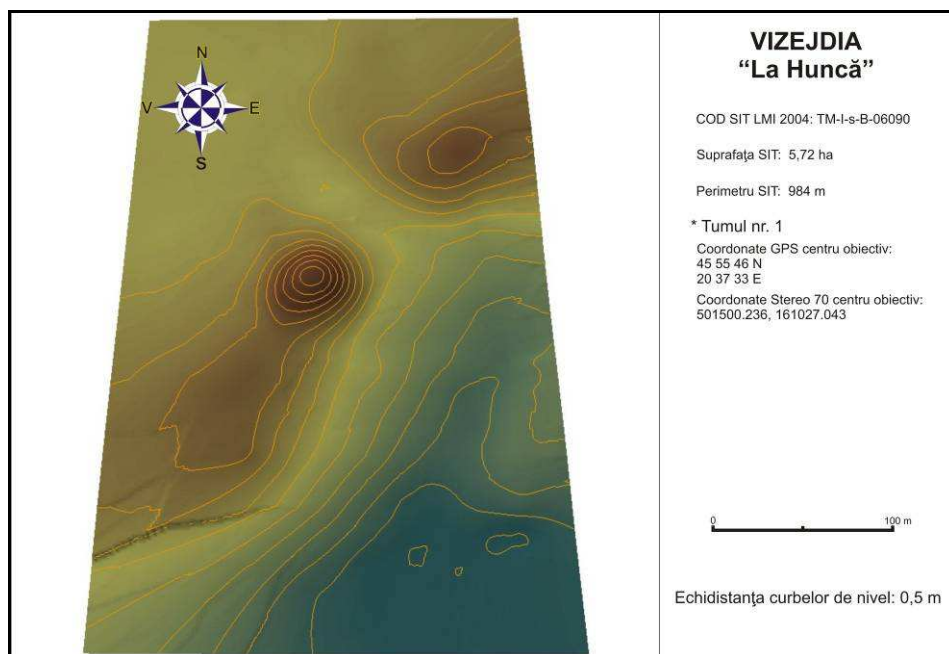 N
V E
S
VIZEJDIA
“La Huncă”
COD SIT LMI 2004: TM-I-s-B-06090
Suprafaţa SIT: 5,72 ha
Perimetru SIT: 984 m
* Tumul nr. 1
Coordonate GPS centru obiectiv:
45 55 46 N
20 37 33 E
Coordonate Stereo 70 centru obiectiv:
501500.236, 161027.043
0 100 m
Echidistanţa curbelor de nivel: 0,5 m